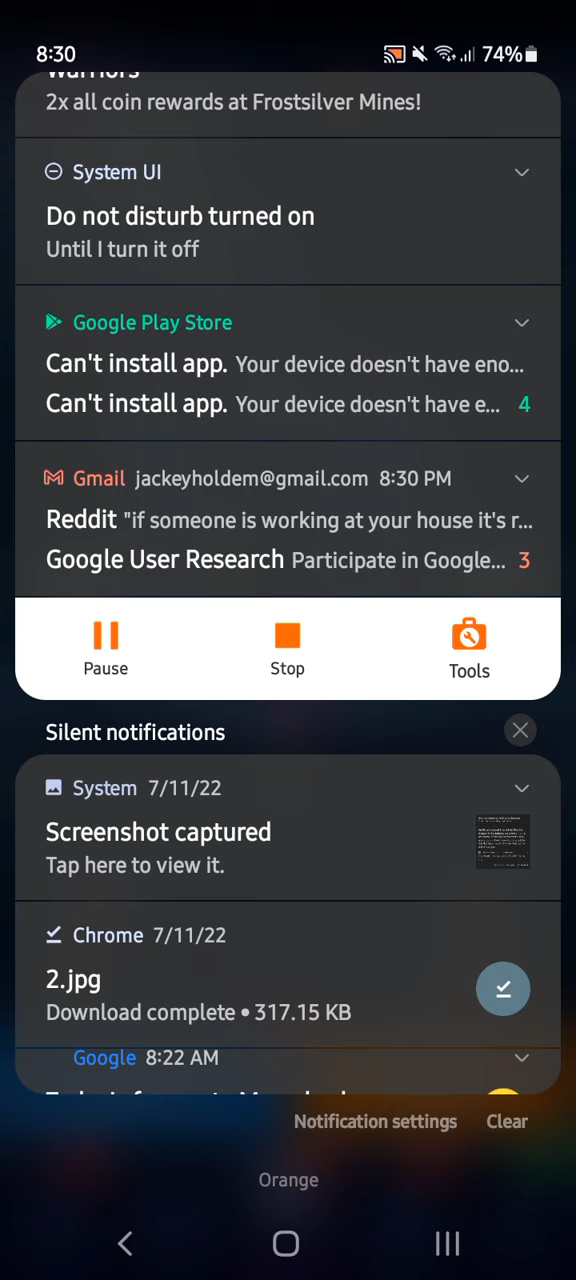 8:30 74%
Warriors
2x all coin rewards at Frostsilver Mines!
System UI
Do not disturb turned on
Until I turn it off
Google Play Store
Can't install app. Your device doesn't have eno...
Can't install app. Your device doesn't have e... 4
Gmail jackeyholdem@gmail.com 8:30 PM
Reddit "if someone is working at your house it's r...
Google User Research Participate in Google... 3
Pause Stop Tools
Silent notifications
System 7/11/22
Screenshot captured
Tap here to view it.
Chrome 7/11/22
2.jpg
Download complete • 317.15 KB
Google 8:22 AM
Notification settings Clear
Orange